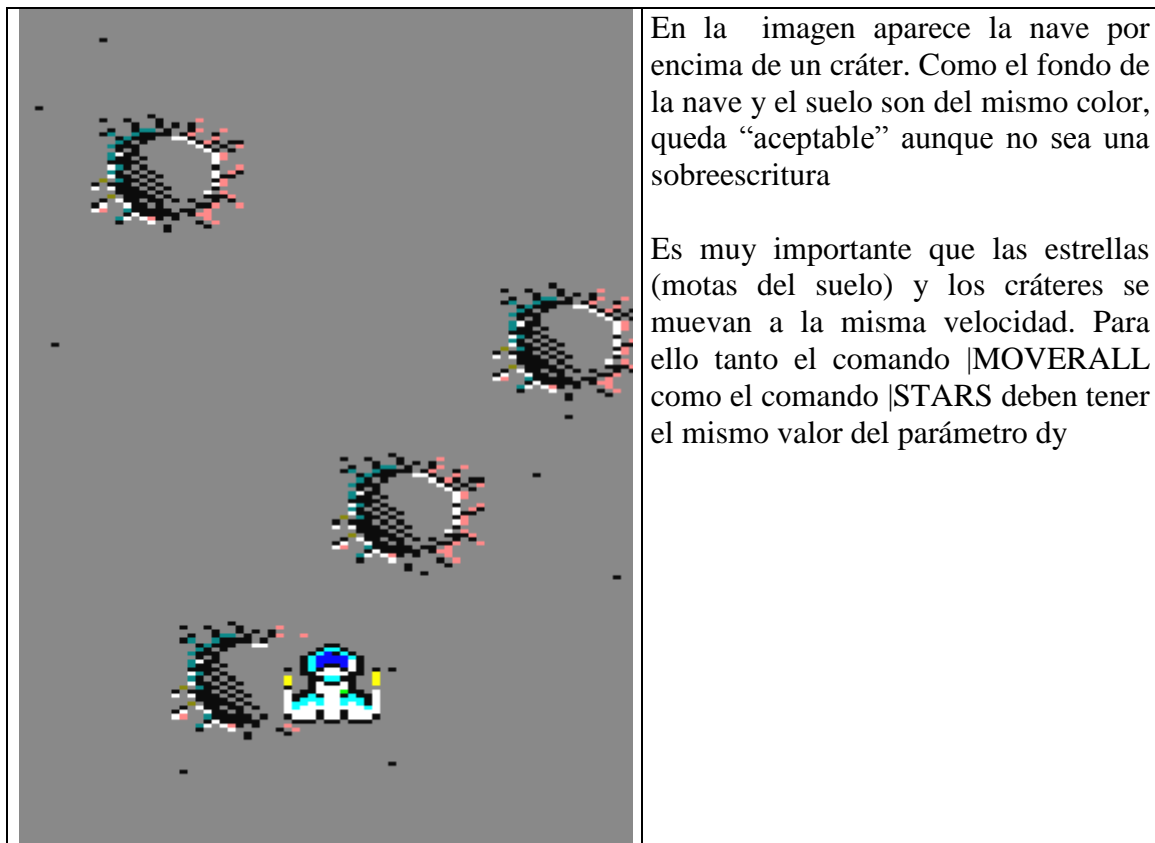 En la imagen aparece la nave por
encima de un cráter. Como el fondo de
la nave y el suelo son del mismo color,
queda “aceptable” aunque no sea una
sobreescritura
Es muy importante que las estrellas
(motas del suelo) y los cráteres se
muevan a la misma velocidad. Para
ello tanto el comando |MOVERALL
como el comando |STARS deben tener
el mismo valor del parámetro dy